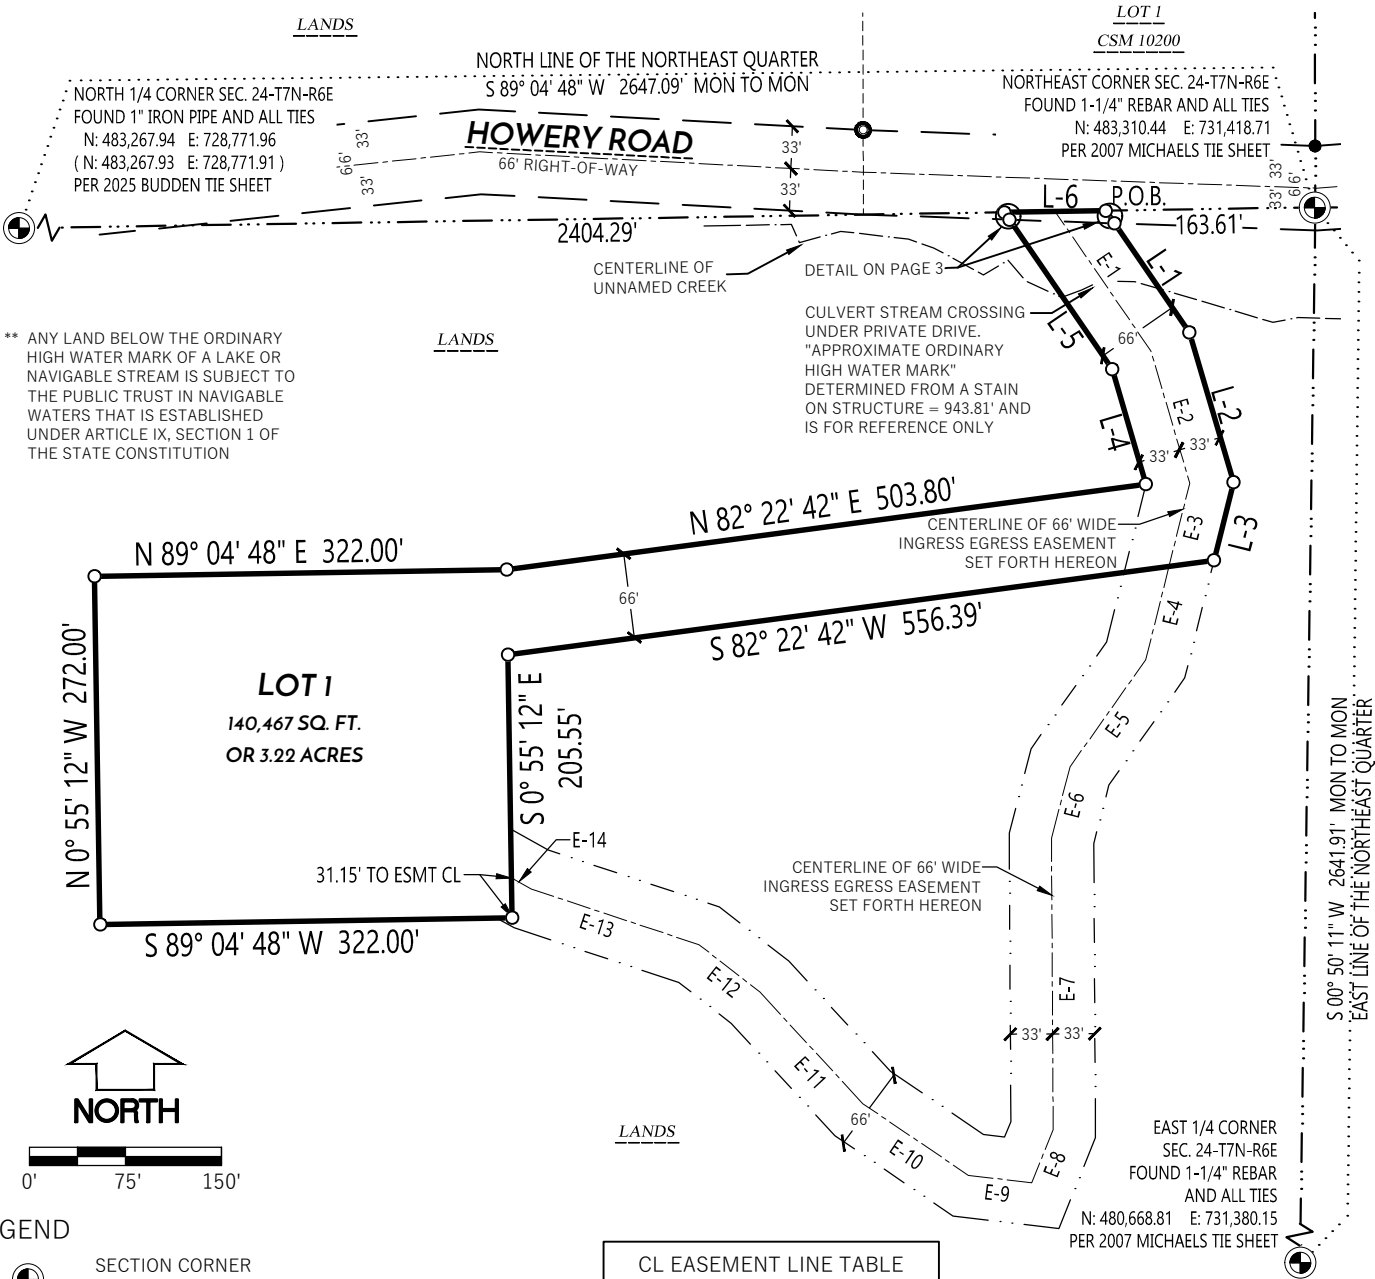 LANDS
LOT 1
CSM 10200
NORTH LINE OF THE NORTHEAST QUARTER
S 89° 04' 48" W 2647.09' MON TO MON
NORTH 1/4 CORNER SEC. 24-T7N-R6E
FOUND 1" IRON PIPE AND ALL TIES
N: 483,267.94 E: 728,771.96
( N: 483,267.93 E: 728,771.91 )
PER 2025 BUDDEN TIE SHEET
NORTHEAST CORNER SEC. 24-T7N-R6E
FOUND 1-1/4" REBAR AND ALL TIES
N: 483,310.44 E: 731,418.71
PER 2007 MICHAELS TIE SHEET
HOWERY ROAD
66' RIGHT-OF-WAY
33'
66'
33'
33'
33'
33'
66'
33'
L-6
P.O.B.
2404.29'
163.61'
CENTERLINE OF
UNNAMED CREEK
DETAIL ON PAGE 3
E-1
L-1
CULVERT STREAM CROSSING
UNDER PRIVATE DRIVE.
"APPROXIMATE ORDINARY
HIGH WATER MARK"
DETERMINED FROM A STAIN
ON STRUCTURE = 943.81' AND
IS FOR REFERENCE ONLY
L-5
66'
** ANY LAND BELOW THE ORDINARY
HIGH WATER MARK OF A LAKE OR
NAVIGABLE STREAM IS SUBJECT TO
THE PUBLIC TRUST IN NAVIGABLE
WATERS THAT IS ESTABLISHED
UNDER ARTICLE IX, SECTION 1 OF
THE STATE CONSTITUTION
LANDS
L-4
E-2
L-2
33'
33'
N 82° 22' 42" E 503.80'
CENTERLINE OF 66' WIDE
INGRESS EGRESS EASEMENT
SET FORTH HEREON
E-3
L-3
N 89° 04' 48" E 322.00'
66'
S 82° 22' 42" W 556.39'
E-4
N 0° 55' 12" W 272.00'
LOT 1
140,467 SQ. FT.
OR 3.22 ACRES
S 0° 55' 12" E
205.55'
E-5
E-6
S 00° 50' 11" W 2641.91' MON TO MON
EAST LINE OF THE NORTHEAST QUARTER
E-14
31.15' TO ESMT CL
CENTERLINE OF 66' WIDE
INGRESS EGRESS EASEMENT
SET FORTH HEREON
S 89° 04' 48" W 322.00'
E-13
E-12
E-7
33'
33'
E-11
NORTH
0'
75'
150'
LANDS
66'
E-10
E-9
E-8
EAST 1/4 CORNER
SEC. 24-T7N-R6E
FOUND 1-1/4" REBAR
AND ALL TIES
N: 480,668.81 E: 731,380.15
PER 2007 MICHAELS TIE SHEET
GEND
SECTION CORNER
CL EASEMENT LINE TABLE